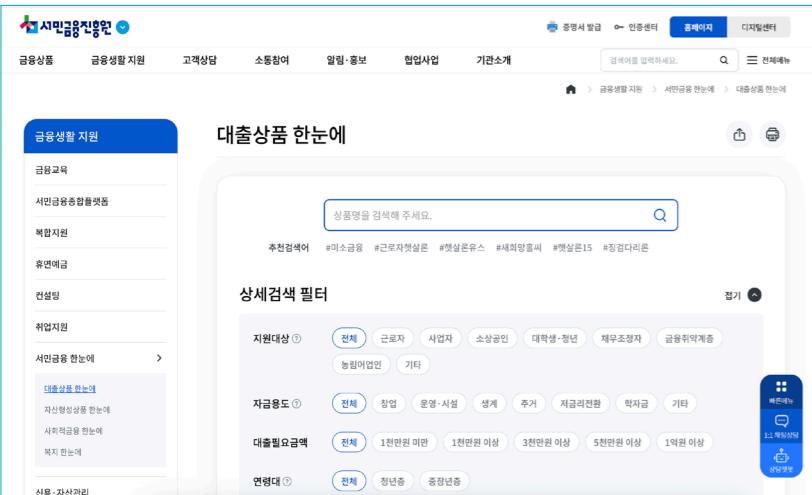 서민금융진흥원
증명서 발급 인증센터 홈페이지 디지털센터
금융상품 금융생활 지원 고객상담 소통참여 알림·홍보 협업사업 기관소개 검색어를 입력하세요. 전체메뉴
> 금융생활 지원 > 서민금융 한눈에 > 대출상품 한눈에
금융생활 지원
금융교육
서민금융종합플랫폼
복합지원
휴면예금
컨설팅
취업지원
서민금융 한눈에 >
대출상품 한눈에
자산형성상품 한눈에
사회적금융 한눈에
복지 한눈에
신용·자산관리
대출상품 한눈에
상품명을 검색해 주세요.
추천검색어 #미소금융 #근로자햇살론 #햇살론유스 #새희망홀씨 #햇살론15 #징검다리론
상세검색 필터 접기
지원대상 ? 전체 근로자 사업자 소상공인 대학생·청년 채무조정자 금융취약계층
농림어업인 기타
자금용도 ? 전체 창업 운영·시설 생계 주거 저금리전환 학자금 기타
대출필요금액 전체 1천만원 미만 1천만원 이상 3천만원 이상 5천만원 이상 1억원 이상
연령대 ? 전체 청년층 중장년층
빠른메뉴
1:1 채팅상담
상담챗봇